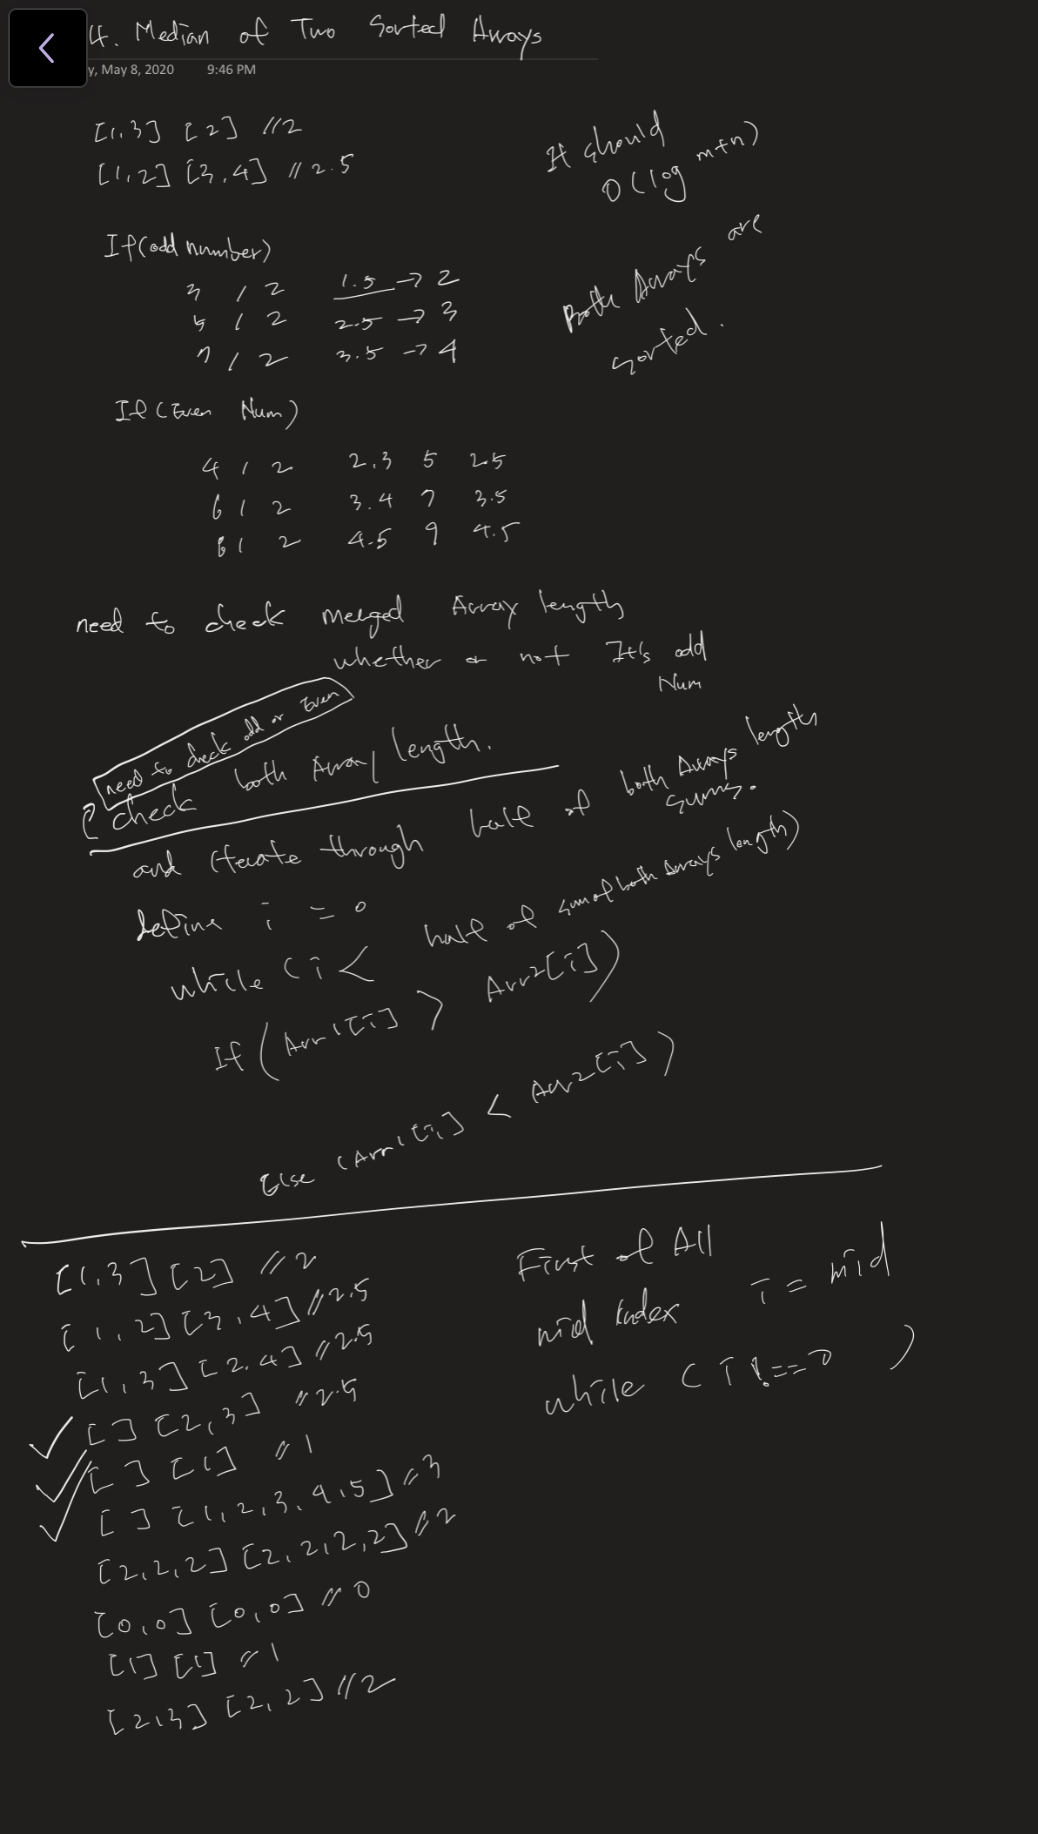 4. Median of Two Sorted Arrays
y, May 8, 2020 9:46 PM
[1,3] [2] //2
[1,2] [3,4] //2.5
It should
O(log m+n)
Both Arrays are
sorted.
If(odd number)
3 / 2 1.5 -> 2
5 / 2 2.5 -> 3
7 / 2 3.5 -> 4
If (Even Num)
4 / 2 2,3 5 2.5
6 / 2 3.4 7 3.5
8 / 2 4.5 9 4.5
need to check merged Array length
whether or not It's odd
Num
need to check odd or Even
check both Array length.
and iterate through half of both Arrays length
sums.
define i = 0
while (i < half of sum of both Arrays length)
If (Arr1[i] > Arr2[i])
Else (Arr1[i] < Arr2[i])
[1,3] [2] //2
[1,2] [3,4] //2.5
[1,3] [2.4] //2.5
[] [2,3] //2.5
[] [1] //1
[] [1,2,3,4,5] //3
[2,2,2] [2,2,2,2] //2
[0,0] [0,0] //0
[1] [1] //1
[2,3] [2,2] //2
First of All
mid index i = mid
while (i !== 0 )